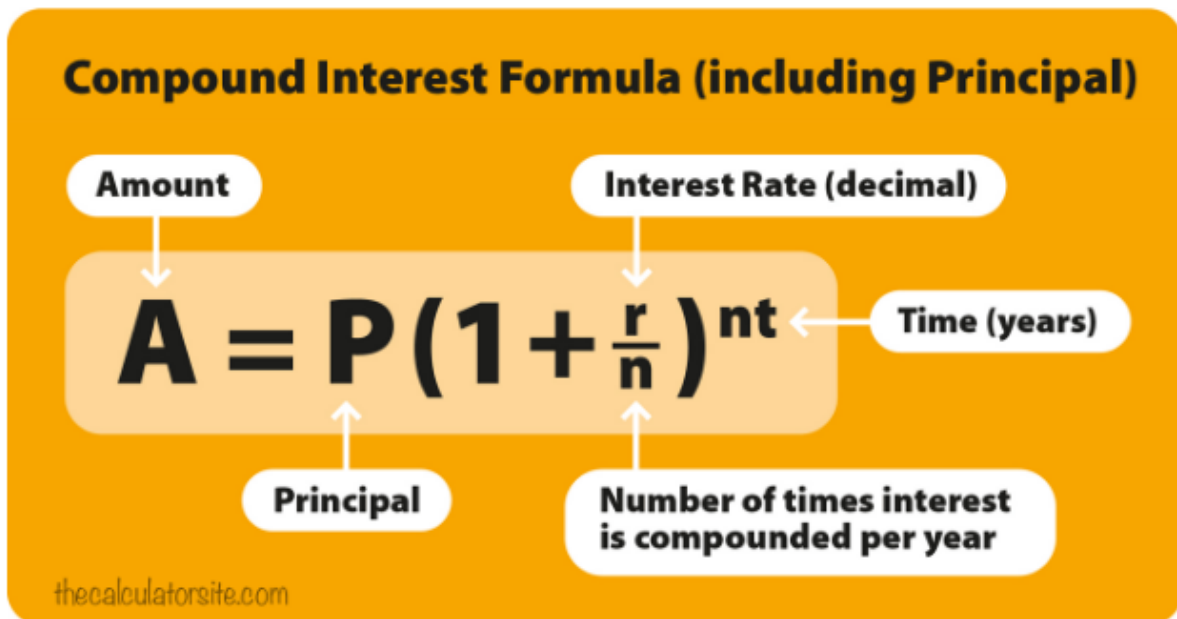 Compound Interest Formula (including Principal)
Amount
Interest Rate (decimal)
A = P(1+r/n)^nt
Time (years)
Principal
Number of times interest
is compounded per year
thecalculatorsite.com